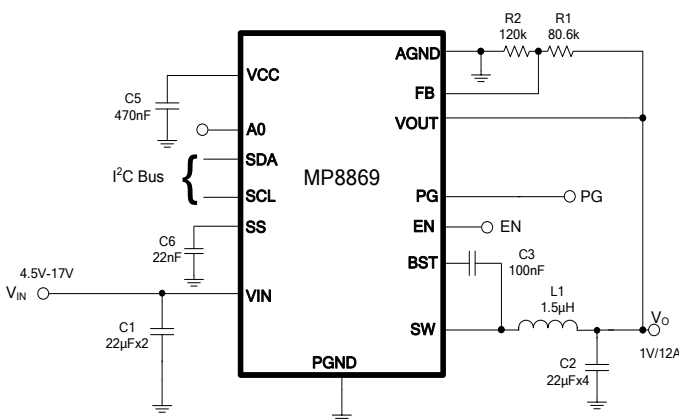 R2
120k
R1
80.6k
AGND
VCC
C5
470nF
FB
VOUT
A0
SDA
I²C Bus {
SCL
MP8869
PG
PG
SS
EN
EN
C6
22nF
BST
C3
100nF
4.5V-17V
V_IN
VIN
L1
1.5µH
SW
V_O
1V/12A
C1
22µFx2
C2
22µFx4
PGND